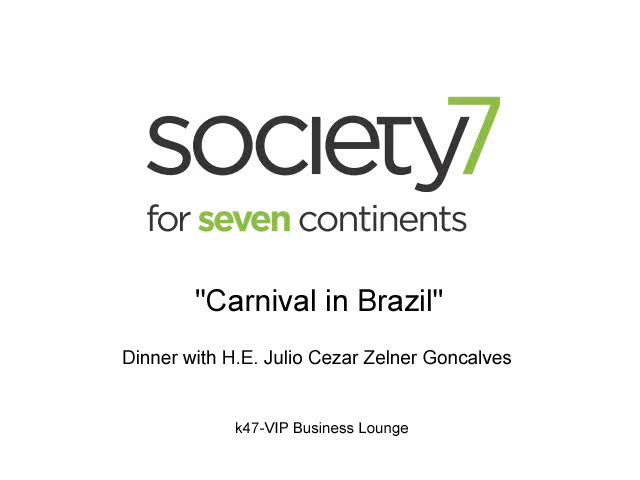 society7
for seven continents
"Carnival in Brazil"
Dinner with H.E. Julio Cezar Zelner Goncalves
k47-VIP Business Lounge